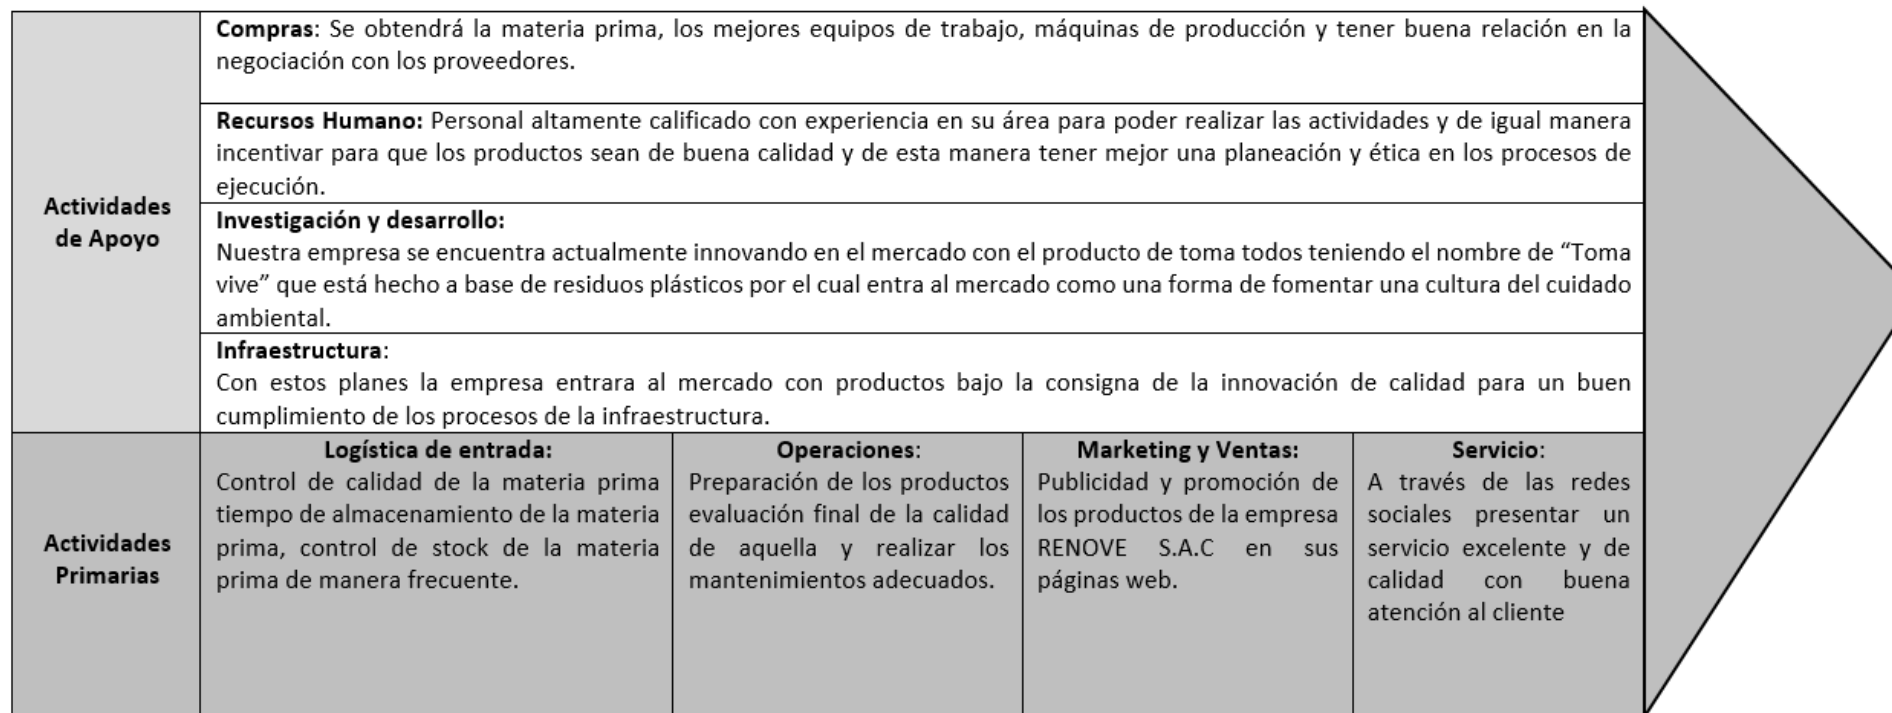 Actividades
de Apoyo
Compras: Se obtendrá la materia prima, los mejores equipos de trabajo, máquinas de producción y tener buena relación en la
negociación con los proveedores.
Recursos Humano: Personal altamente calificado con experiencia en su área para poder realizar las actividades y de igual manera
incentivar para que los productos sean de buena calidad y de esta manera tener mejor una planeación y ética en los procesos de
ejecución.
Investigación y desarrollo:
Nuestra empresa se encuentra actualmente innovando en el mercado con el producto de toma todos teniendo el nombre de “Toma
vive” que está hecho a base de residuos plásticos por el cual entra al mercado como una forma de fomentar una cultura del cuidado
ambiental.
Infraestructura:
Con estos planes la empresa entrara al mercado con productos bajo la consigna de la innovación de calidad para un buen
cumplimiento de los procesos de la infraestructura.
Actividades
Primarias
Logística de entrada:
Control de calidad de la materia prima
tiempo de almacenamiento de la materia
prima, control de stock de la materia
prima de manera frecuente.
Operaciones:
Preparación de los productos
evaluación final de la calidad
de aquella y realizar los
mantenimientos adecuados.
Marketing y Ventas:
Publicidad y promoción de
los productos de la empresa
RENOVE S.A.C en sus
páginas web.
Servicio:
A través de las redes
sociales presentar un
servicio excelente y de
calidad con buena
atención al cliente